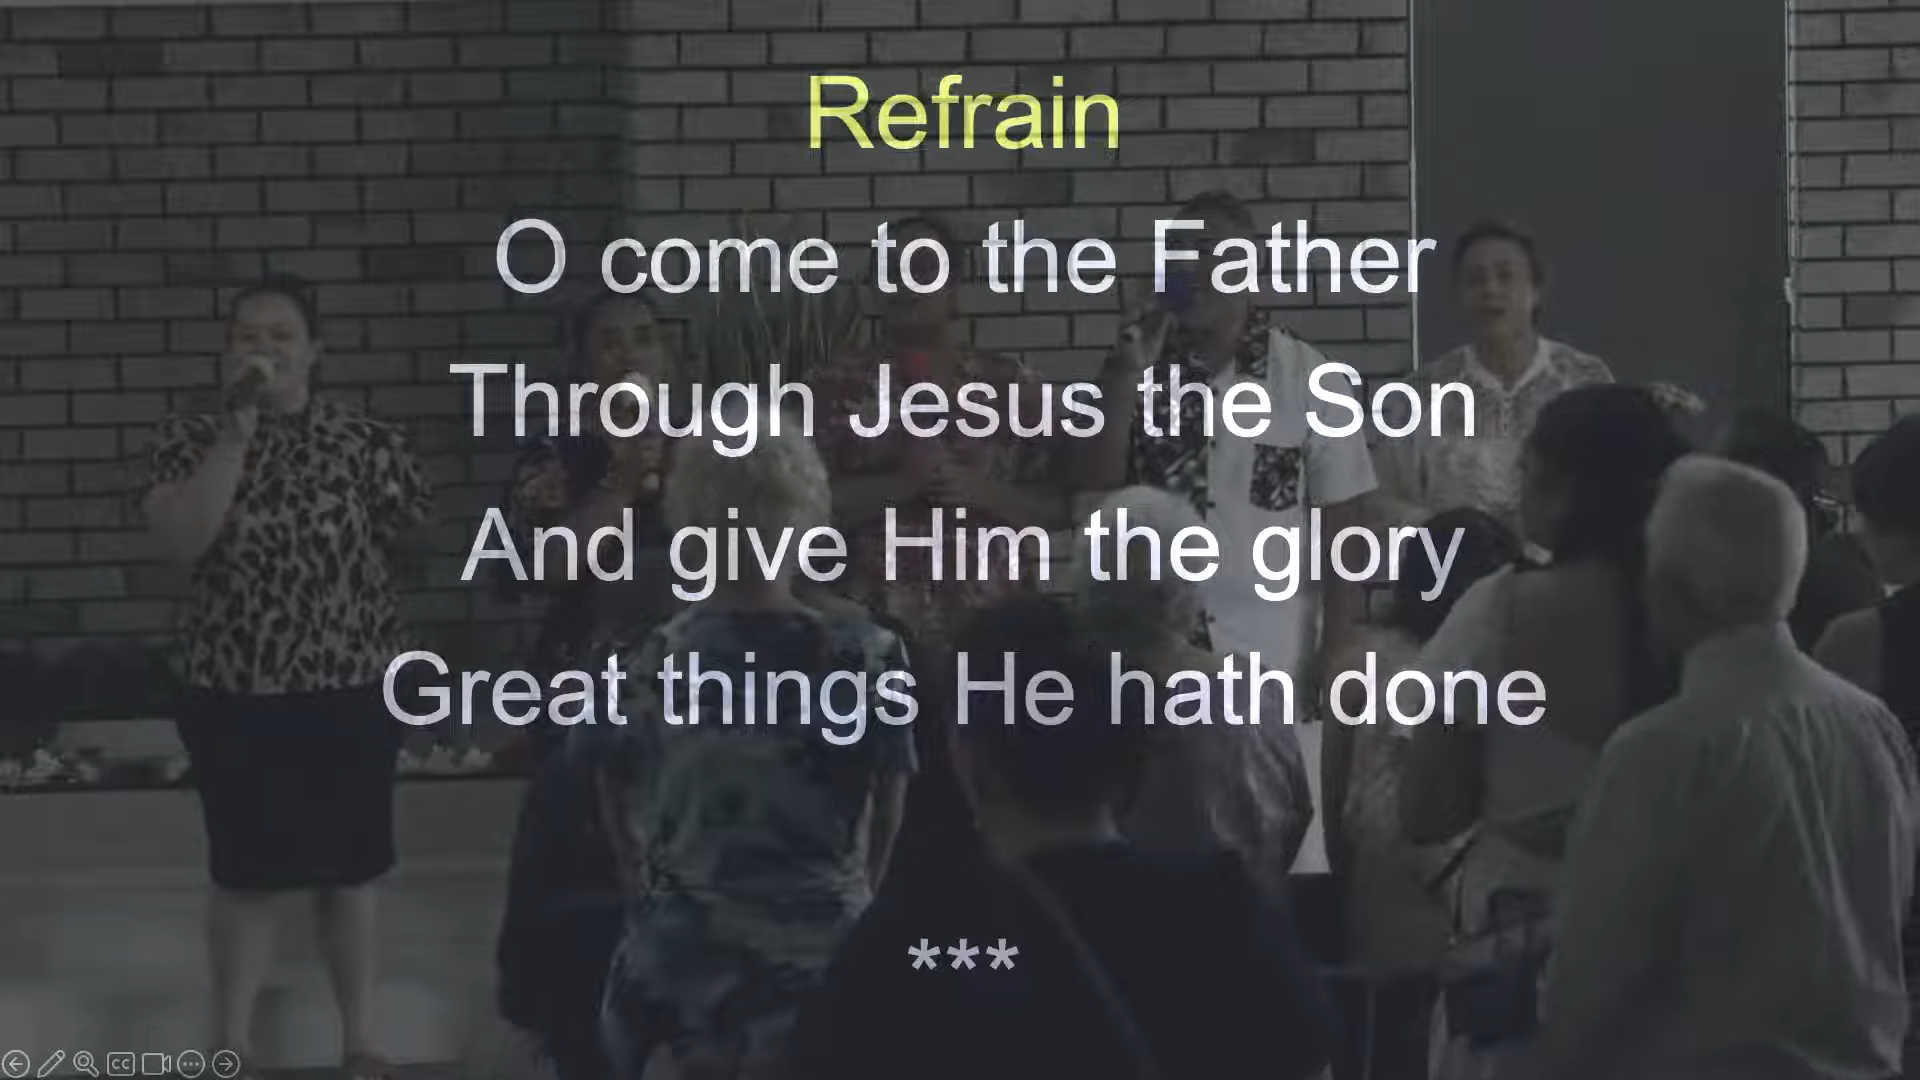 Refrain
O come to the Father
Through Jesus the Son
And give Him the glory
Great things He hath done
***
CC